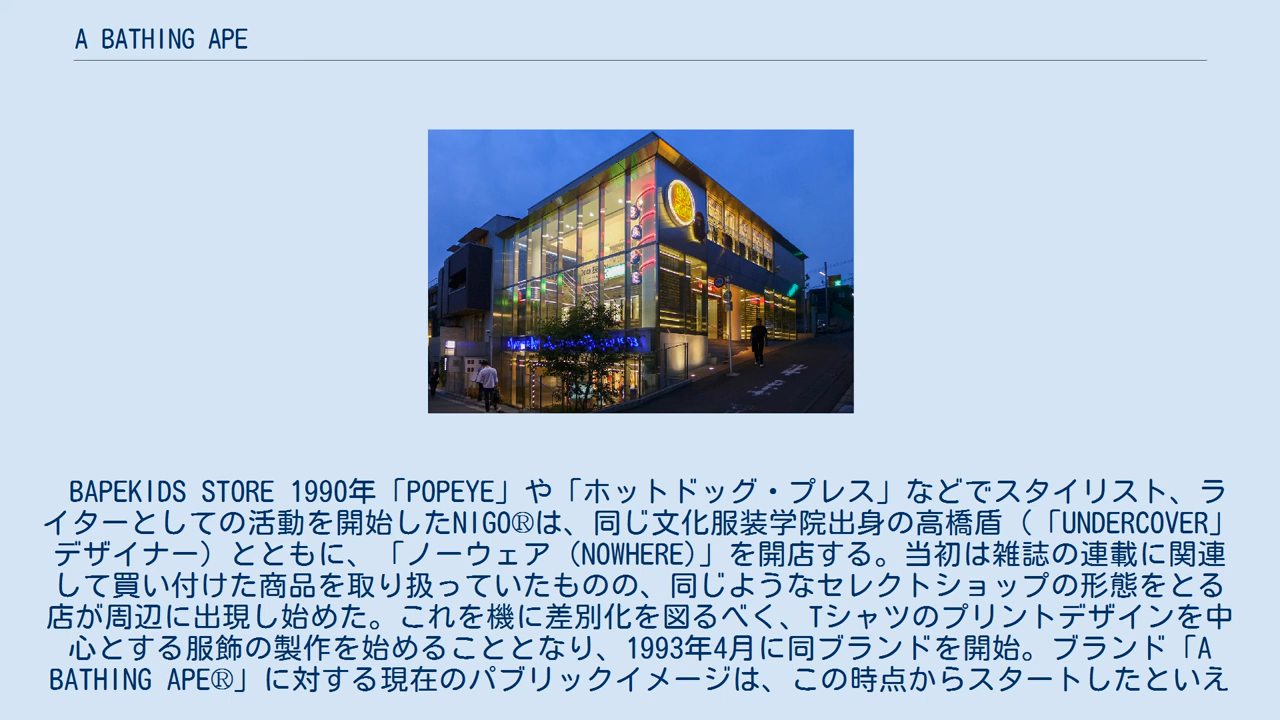 A BATHING APE
BAPEKIDS STORE 1990年「POPEYE」や「ホットドッグ・プレス」などでスタイリスト、ラ
イターとしての活動を開始したNIGO®は、同じ文化服装学院出身の高橋盾（「UNDERCOVER」
デザイナー）とともに、「ノーウェア（NOWHERE)」を開店する。当初は雑誌の連載に関連
して買い付けた商品を取り扱っていたものの、同じようなセレクトショップの形態をとる
店が周辺に出現し始めた。これを機に差別化を図るべく、Tシャツのプリントデザインを中
心とする服飾の製作を始めることとなり、1993年4月に同ブランドを開始。ブランド「A
BATHING APE®」に対する現在のパブリックイメージは、この時点からスタートしたといえ